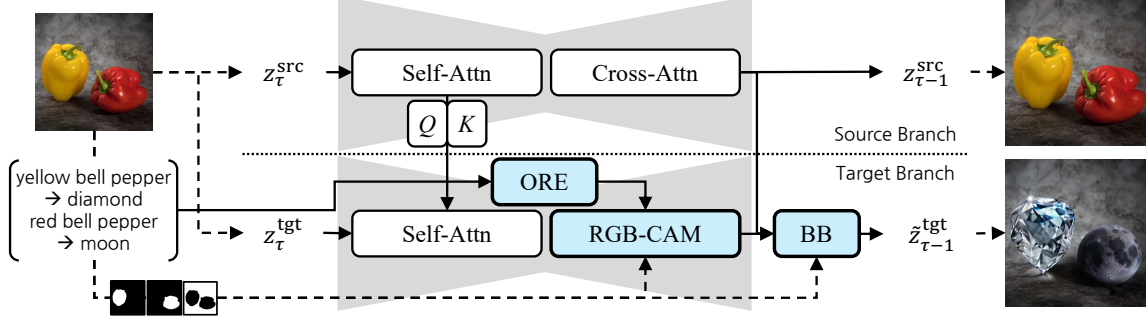 z_τ^src
Self-Attn
Cross-Attn
z_{τ−1}^src
Q
K
Source Branch
Target Branch
yellow bell pepper
→ diamond
red bell pepper
→ moon
ORE
z_τ^tgt
Self-Attn
RGB-CAM
BB
z̃_{τ−1}^tgt